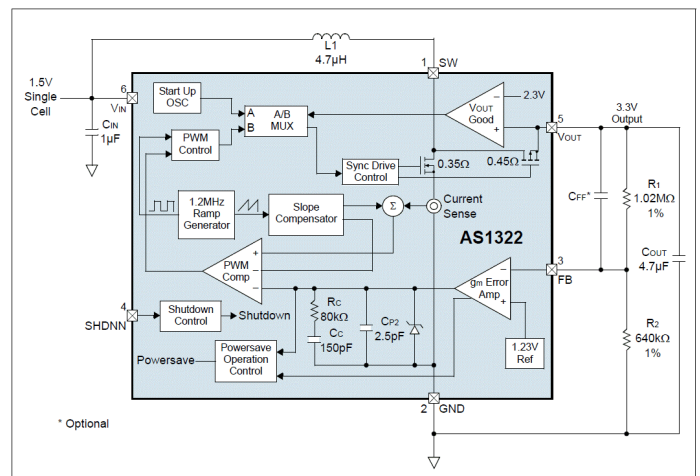 L1
4.7µH
1
SW
1.5V
Single
Cell
6
VIN
CIN
1µF
Start Up
OSC
A
B
A/B
MUX
VOUT
Good
−
+
2.3V
5
VOUT
3.3V
Output
PWM
Control
Sync Drive
Control
0.35Ω
0.45Ω
1.2MHz
Ramp
Generator
Slope
Compensator
Σ
Current
Sense
CFF*
R1
1.02MΩ
1%
AS1322
COUT
4.7µF
PWM
Comp
+
−
−
gm Error
Amp
−
+
3
FB
4
SHDNN
Shutdown
Control
Shutdown
RC
80kΩ
CC
150pF
CP2
2.5pF
1.23V
Ref
R2
640kΩ
1%
Powersave
Powersave
Operation
Control
2
GND
* Optional